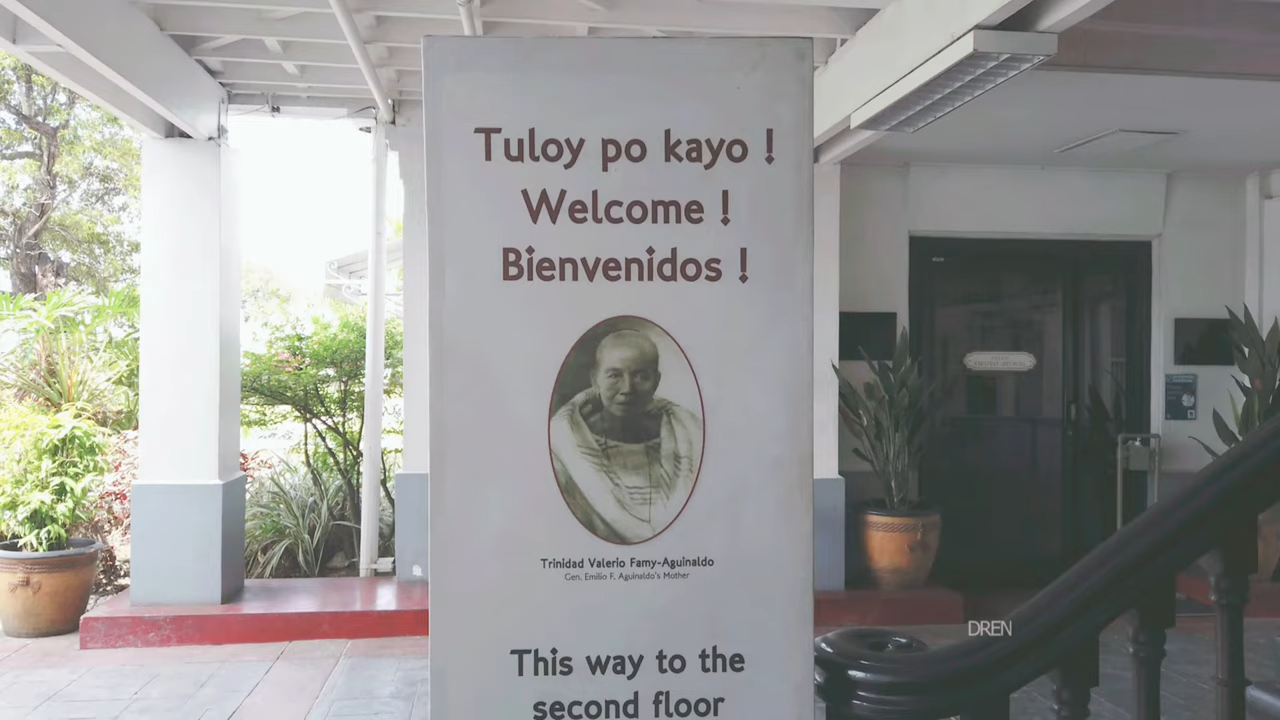 Tuloy po kayo !
Welcome !
Bienvenidos !
Trinidad Valerio Famy-Aguinaldo
Gen. Emilio F. Aguinaldo's Mother
This way to the
second floor
DREN